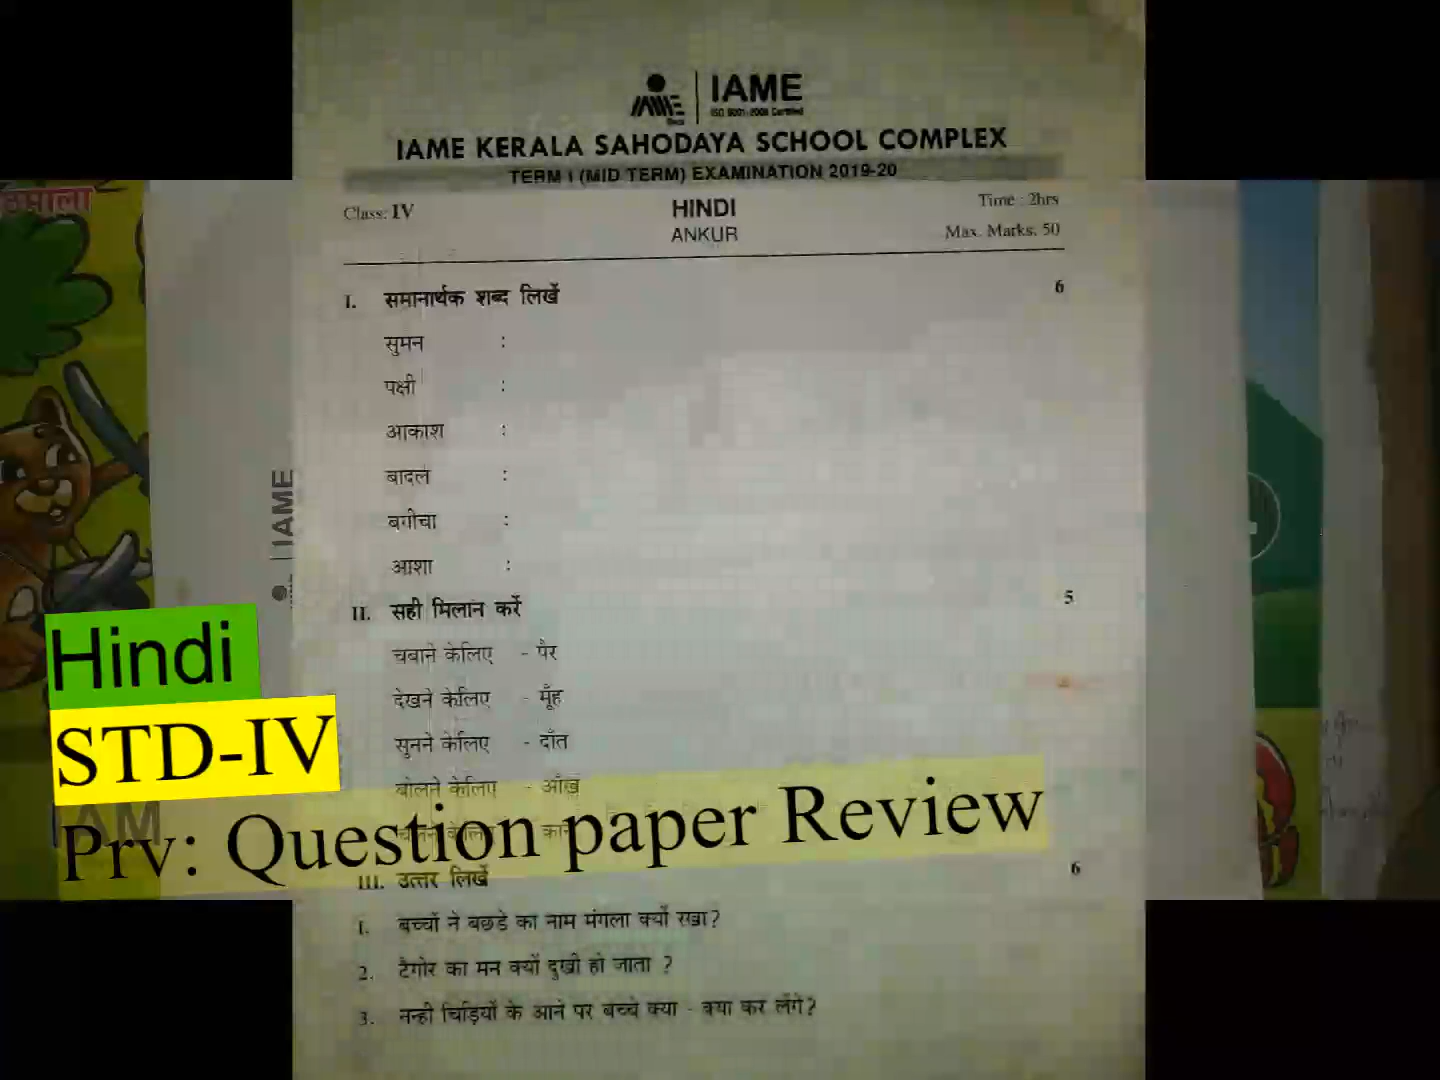 IAME
ISO 9001-2008 Certified
IAME KERALA SAHODAYA SCHOOL COMPLEX
TERM I (MID TERM) EXAMINATION 2019-20
Class: IV
HINDI
Time : 2hrs
ANKUR
Max. Marks: 50
I. समानार्थक शब्द लिखें 6
सुमन :
पक्षी :
आकाश :
बादल :
बगीचा :
आशा :
II. सही मिलान करें 5
चबाने केलिए - पैर
देखने केलिए - मूँह
सुनने केलिए - दाँत
बोलने केलिए - आँख
केलिए कान
III. उत्तर लिखें 6
1. बच्चों ने बछडे का नाम मंगला क्यों रखा?
2. टैगोर का मन क्यों दुखी हो जाता ?
3. नन्ही चिड़ियों के आने पर बच्चे क्या - क्या कर लेंगे?
Hindi
STD-IV
Prv: Question paper Review
IAME